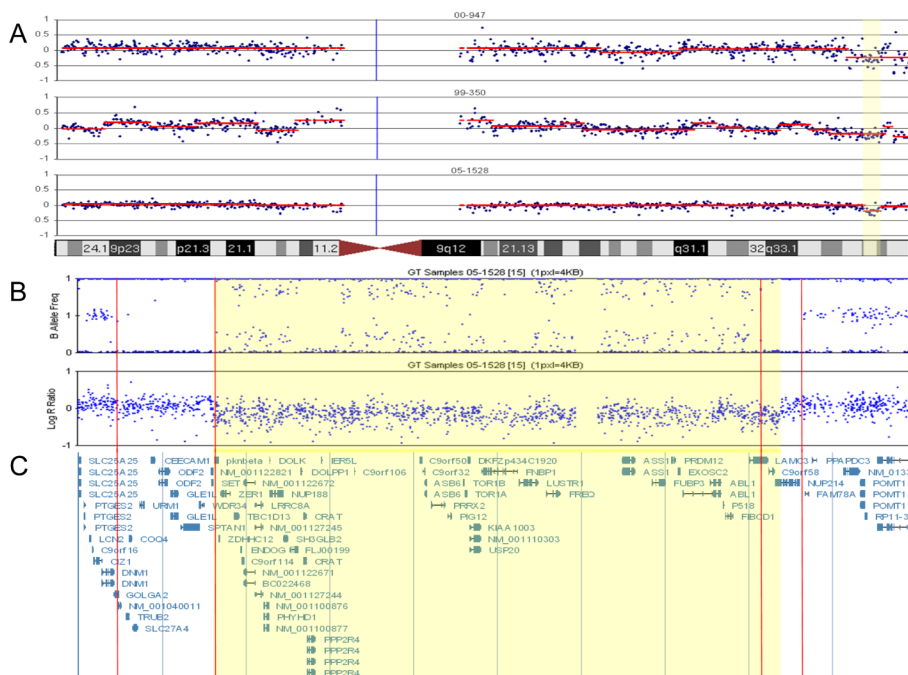 A
00-947
1
0.5
0
-0.5
-1
99-350
1
0.5
0
-0.5
-1
05-1528
1
0.5
0
-0.5
-1
24.1 9p23 p21.3 21.1 11.2 9q12 21.13 q31.1 32 q33.1
B
GT Samples 05-1528 [15] (1pxl=4KB)
B Allele Freq
1
1
0
GT Samples 05-1528 [15] (1pxl=4KB)
Log R Ratio
1
0
-1
C
SLC25A25 CEECAM1 pknbeta DOLK IER5L C9orf50 DKFZp434C1920 ASS1 PRDM12 LAMC3 PPAPDC3
SLC25A25 ODF2 NM_001122821 DOLPP1 C9orf106 C9orf32 FNBP1 ASS1 EXOSC2 C9orf58 NM_013
SLC25A25 ODF2 SET NM_001122672 ASB6 TOR1B LUSTR1 FUBP3 ABL1 NUP214 POMT1
PTGES2 GLE1L ZER1 NUP188 ASB6 TOR1A FREQ ABL1 FAM78A POMT1
PTGES2 URM1 WDR34 LRRC8A PRRX2 P518 POMT1
PTGES2 GLE1L TBC1D13 CRAT PIG12 FIBCD1 RP11-3
PTGES2 SPTAN1 NM_001127245 KIAA1003
LCN2 COQ4 ZDHHC12 SH3GLB2 NM_001110303
C9orf16 ENDOG FLJ00199 USP20
CIZ1 C9orf114 CRAT
DNM1 NM_001122671
DNM1 BC022468
GOLGA2 NM_001127244
NM_001040011 NM_001100876
TRUB2 PHYHD1
SLC27A4 NM_001100877
PPP2R4
PPP2R4
PPP2R4
PPP2R4